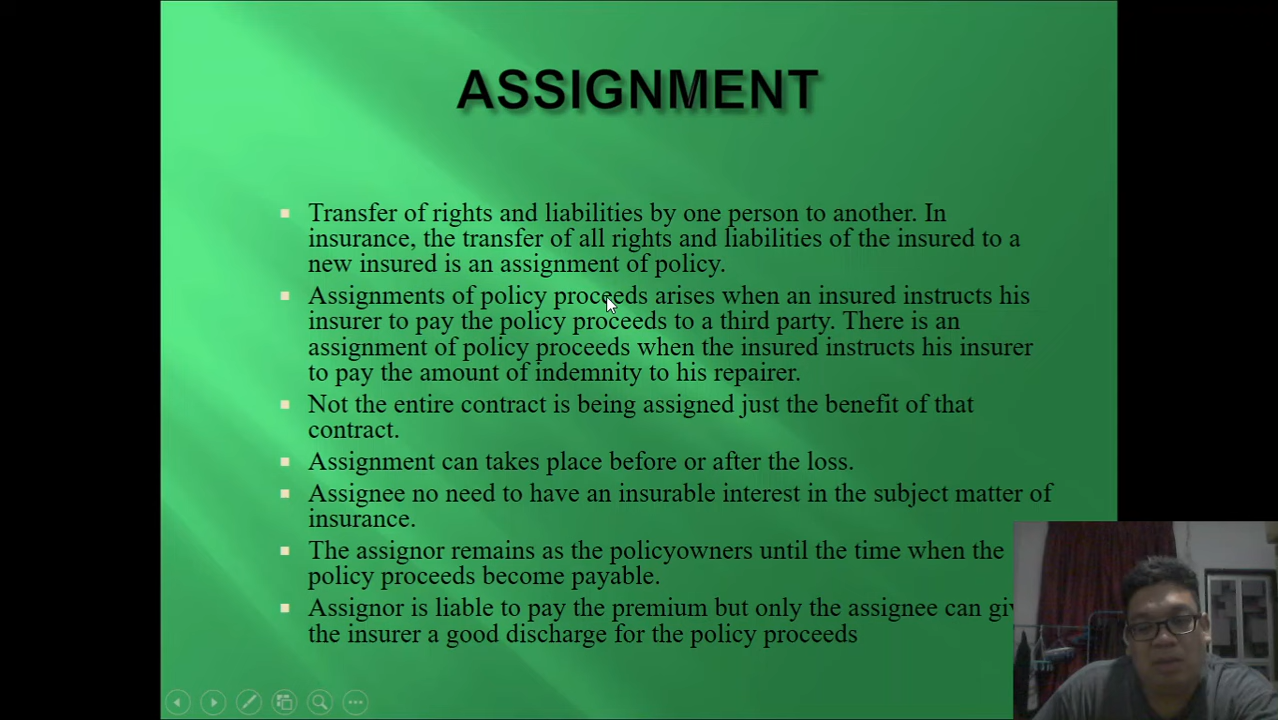 ASSIGNMENT
Transfer of rights and liabilities by one person to another. In
insurance, the transfer of all rights and liabilities of the insured to a
new insured is an assignment of policy.
Assignments of policy proceeds arises when an insured instructs his
insurer to pay the policy proceeds to a third party. There is an
assignment of policy proceeds when the insured instructs his insurer
to pay the amount of indemnity to his repairer.
Not the entire contract is being assigned just the benefit of that
contract.
Assignment can takes place before or after the loss.
Assignee no need to have an insurable interest in the subject matter of
insurance.
The assignor remains as the policyowners until the time when the
policy proceeds become payable.
Assignor is liable to pay the premium but only the assignee can
the insurer a good discharge for the policy proceeds